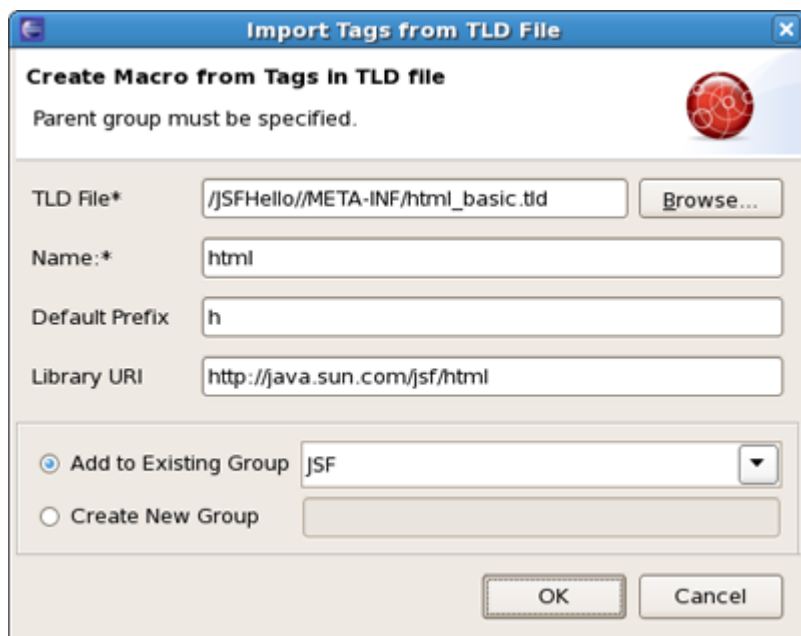 Import Tags from TLD File
Create Macro from Tags in TLD file
Parent group must be specified.
TLD File* /JSFHello//META-INF/html_basic.tld Browse...
Name:* html
Default Prefix h
Library URI http://java.sun.com/jsf/html
Add to Existing Group JSF
Create New Group
OK Cancel